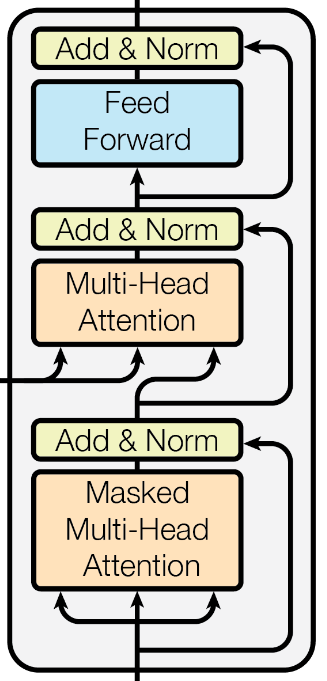 Add & Norm
Feed
Forward
Add & Norm
Multi-Head
Attention
Add & Norm
Masked
Multi-Head
Attention